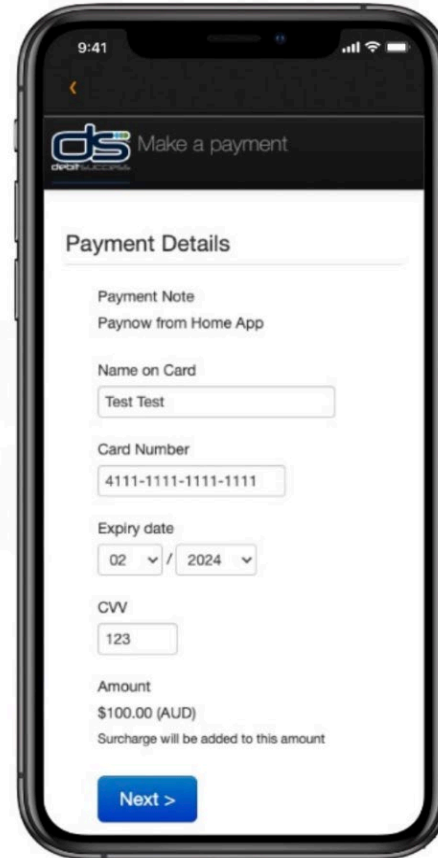 9:41
<
ds
debitsuccess
Make a payment
Payment Details
Payment Note
Paynow from Home App
Name on Card
Test Test
Card Number
4111-1111-1111-1111
Expiry date
02 / 2024
CVV
123
Amount
$100.00 (AUD)
Surcharge will be added to this amount
Next >